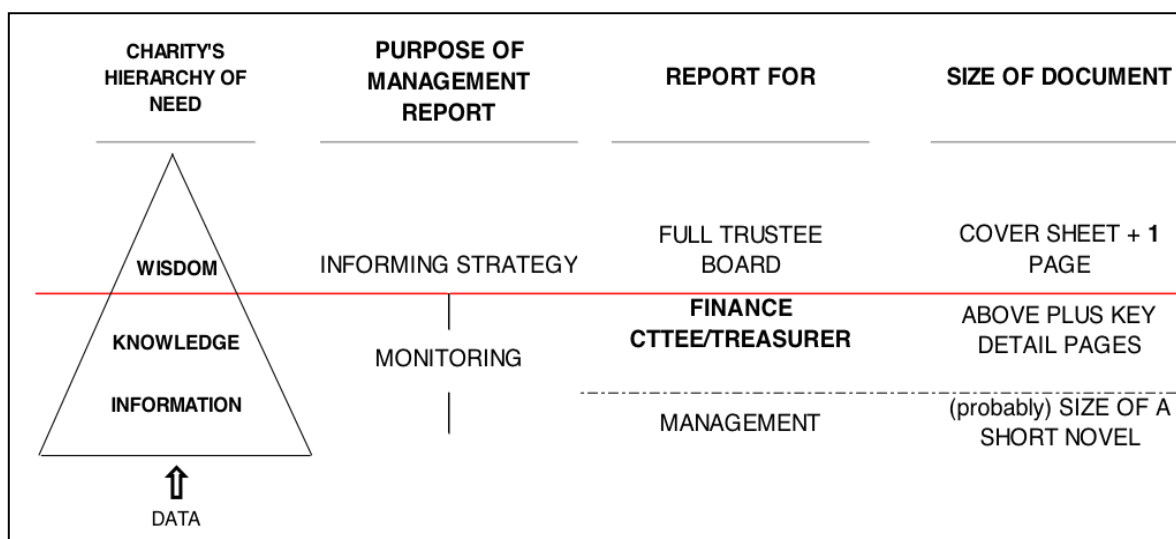 CHARITY'S
HIERARCHY OF
NEED
PURPOSE OF
MANAGEMENT
REPORT
REPORT FOR
SIZE OF DOCUMENT
WISDOM
INFORMING STRATEGY
FULL TRUSTEE
BOARD
COVER SHEET + 1
PAGE
KNOWLEDGE
MONITORING
FINANCE
CTTEE/TREASURER
ABOVE PLUS KEY
DETAIL PAGES
INFORMATION
MANAGEMENT
(probably) SIZE OF A
SHORT NOVEL
DATA